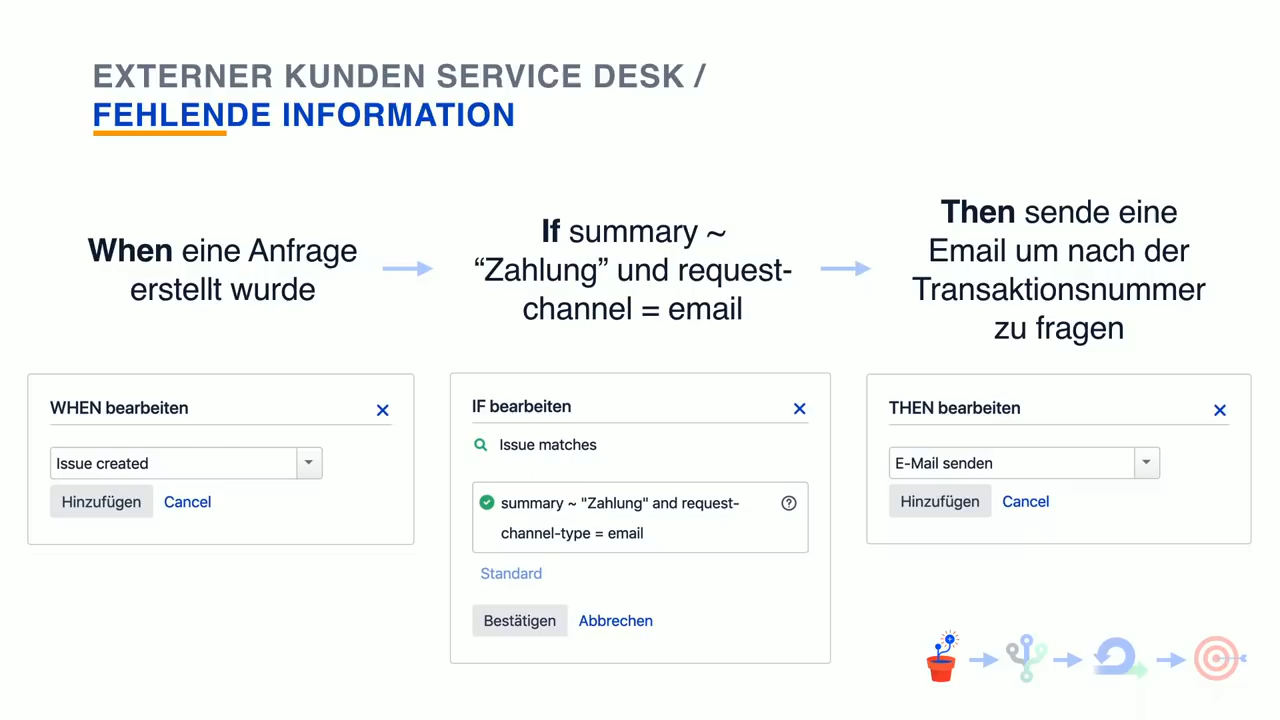 EXTERNER KUNDEN SERVICE DESK /
FEHLENDE INFORMATION
When eine Anfrage
erstellt wurde
If summary ~
“Zahlung” und request-
channel = email
Then sende eine
Email um nach der
Transaktionsnummer
zu fragen
WHEN bearbeiten
Issue created
Hinzufügen Cancel
IF bearbeiten
Issue matches
summary ~ "Zahlung" and request-
channel-type = email
Standard
Bestätigen Abbrechen
THEN bearbeiten
E-Mail senden
Hinzufügen Cancel